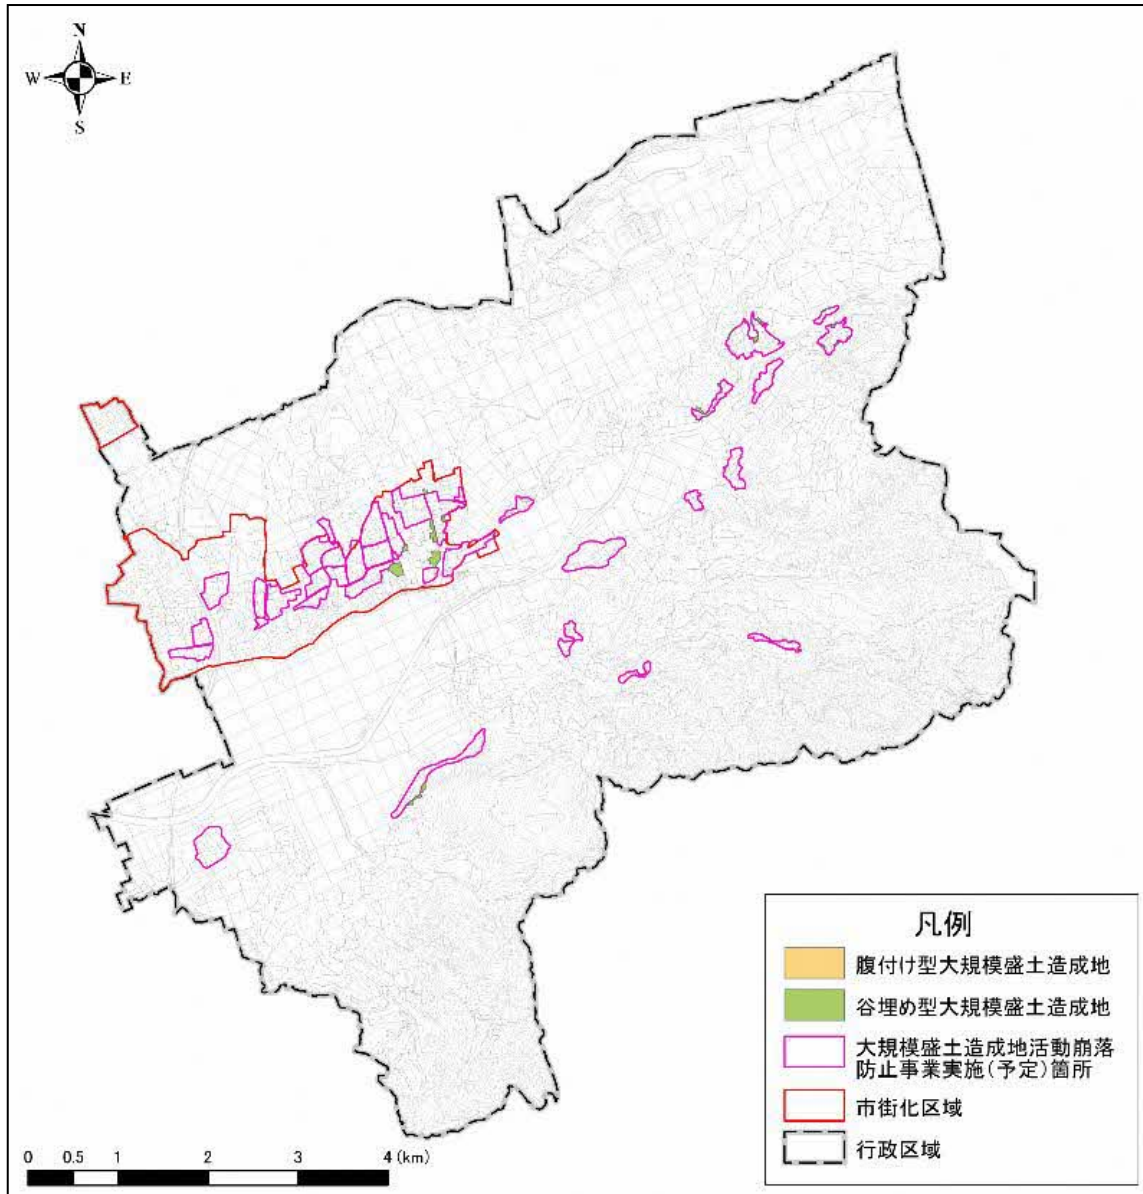 N
W E
S
凡例
腹付け型大規模盛土造成地
谷埋め型大規模盛土造成地
大規模盛土造成地活動崩落
防止事業実施(予定)箇所
市街化区域
行政区域
0 0.5 1 2 3 4 (km)